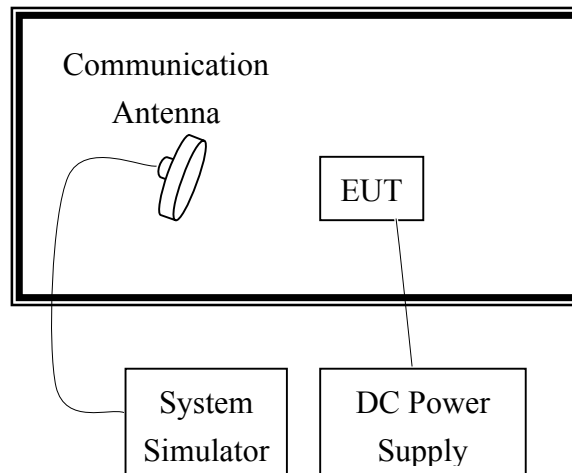 Communication
Antenna
EUT
System
Simulator
DC Power
Supply